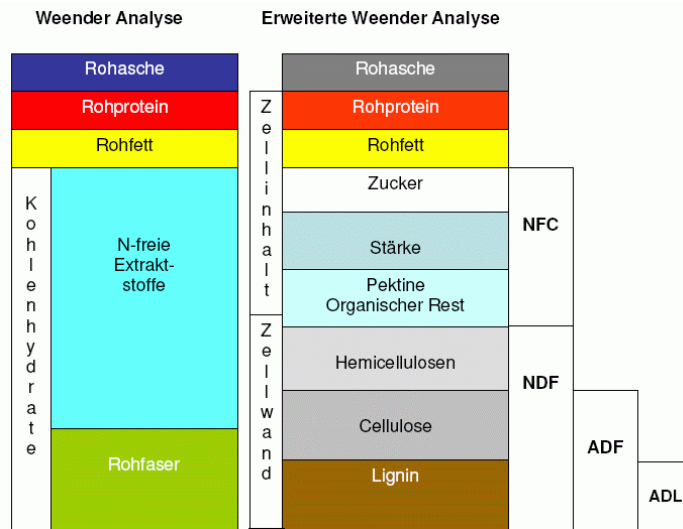 Weender Analyse
Erweiterte Weender Analyse
Rohasche
Rohprotein
Rohfett
Kohlenhydrate
N-freie
Extrakt-
stoffe
Rohfaser
Zellinhalt
Zellwand
Rohasche
Rohprotein
Rohfett
Zucker
Stärke
Pektine
Organischer Rest
Hemicellulosen
Cellulose
Lignin
NFC
NDF
ADF
ADL